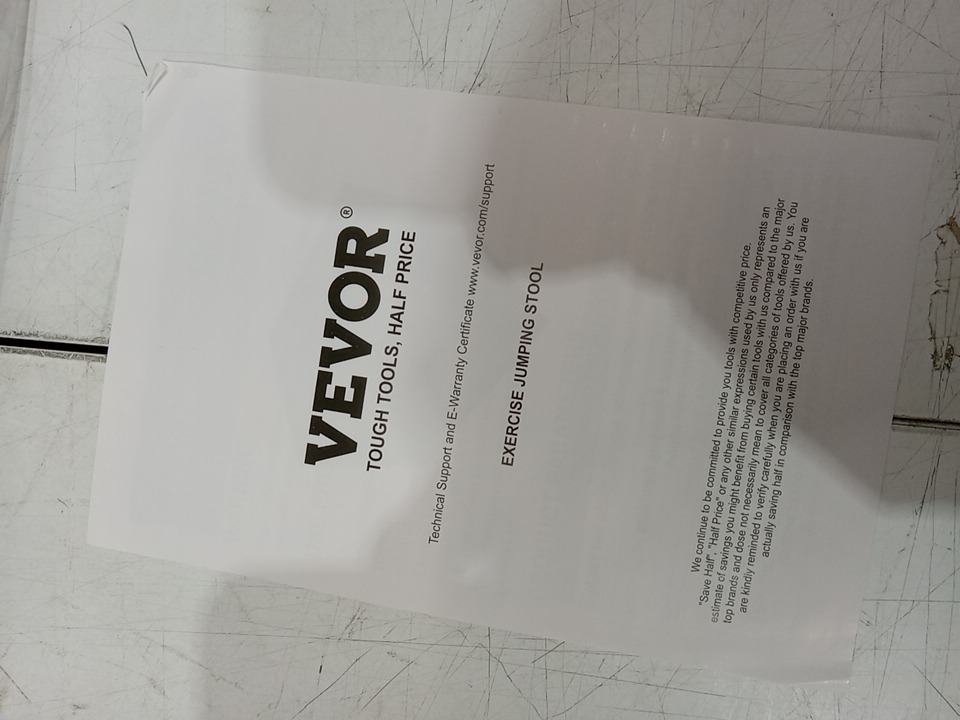 VEVOR®
TOUGH TOOLS, HALF PRICE
Technical Support and E-Warranty Certificate www.vevor.com/support
EXERCISE JUMPING STOOL
We continue to be committed to provide you tools with competitive price.
"Save Half", "Half Price" or any other similar expressions used by us only represents an
estimate of savings you might benefit from buying certain tools with us compared to the major
top brands and dose not necessarily mean to cover all categories of tools offered by us. You
are kindly reminded to verify carefully when you are placing an order with us if you are
actually saving half in comparison with the top major brands.